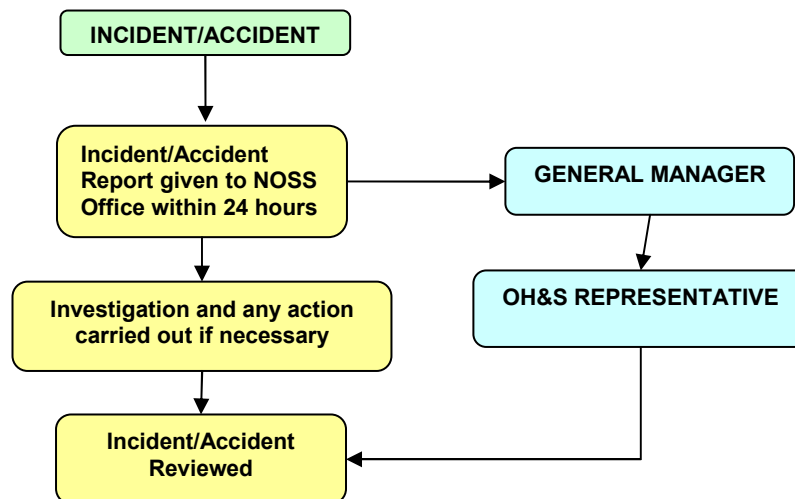 INCIDENT/ACCIDENT
Incident/Accident
Report given to NOSS
Office within 24 hours
GENERAL MANAGER
Investigation and any action
carried out if necessary
OH&S REPRESENTATIVE
Incident/Accident
Reviewed